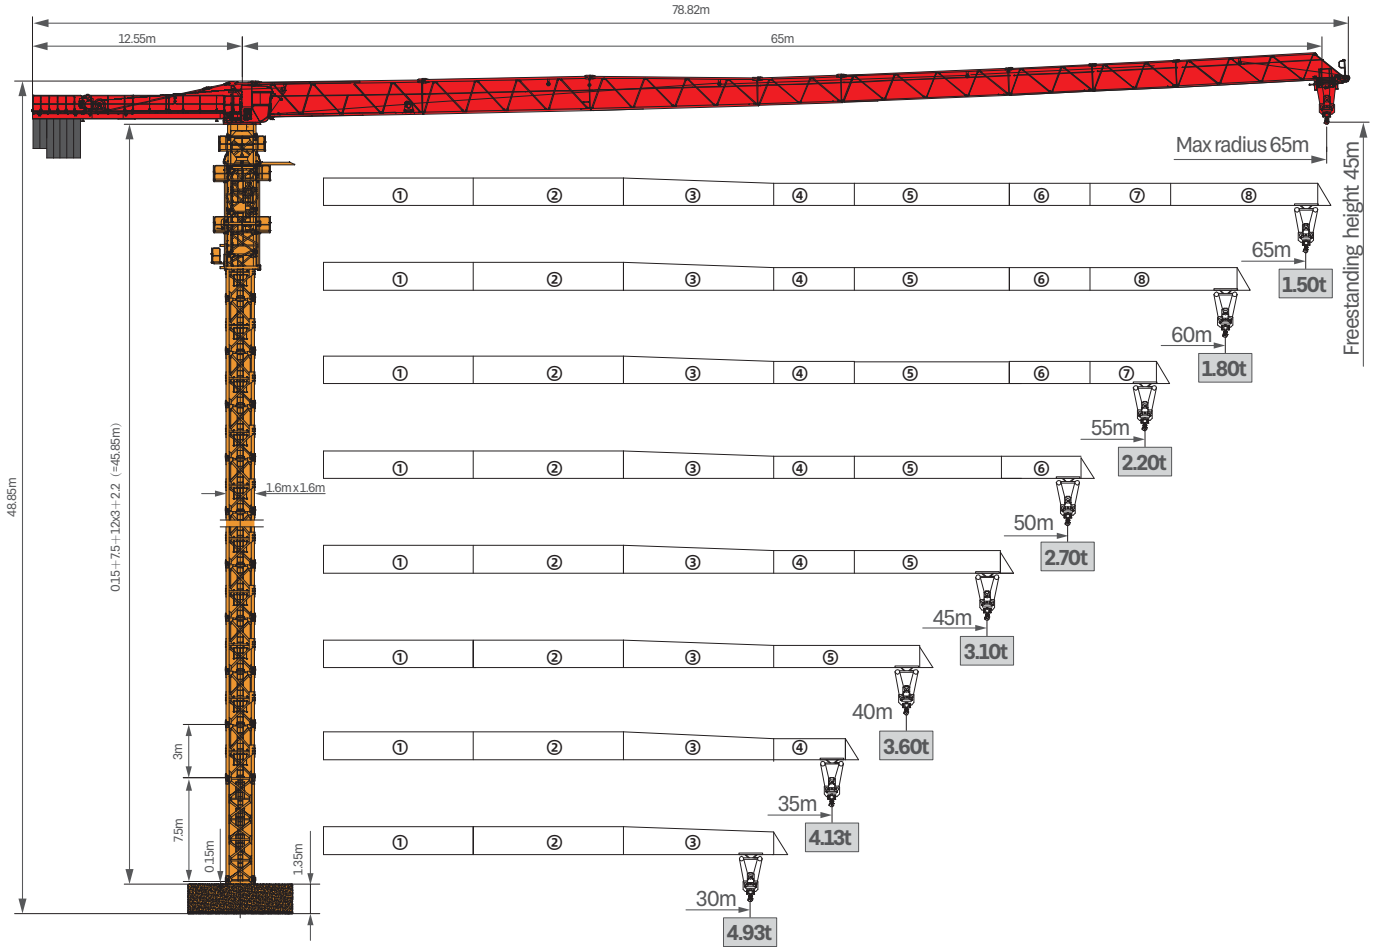 78.82m
12.55m
65m
Max radius 65m
Freestanding height 45m
① ② ③ ④ ⑤ ⑥ ⑦ ⑧
65m
1.50t
① ② ③ ④ ⑤ ⑥ ⑧
60m
1.80t
① ② ③ ④ ⑤ ⑥ ⑦
55m
2.20t
① ② ③ ④ ⑤ ⑥
50m
2.70t
① ② ③ ④ ⑤
45m
3.10t
① ② ③ ⑤
40m
3.60t
① ② ③ ④
35m
4.13t
① ② ③
30m
4.93t
48.85m
0.15+7.5+12x3+2.2 (=45.85m)
1.6mx1.6m
3m
7.5m
0.15m
1.35m